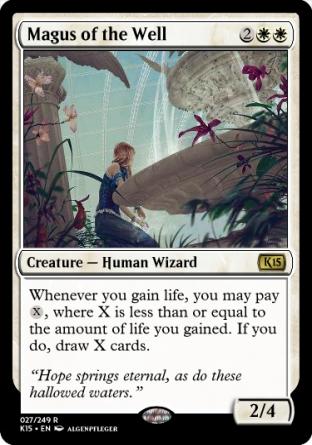 Magus of the Well 2
Creature — Human Wizard K15
Whenever you gain life, you may pay
X, where X is less than or equal to
the amount of life you gained. If you
do, draw X cards.
“Hope springs eternal, as do these
hallowed waters.”
2/4
027/249 R
K15 • EN ALGENPFLEGER